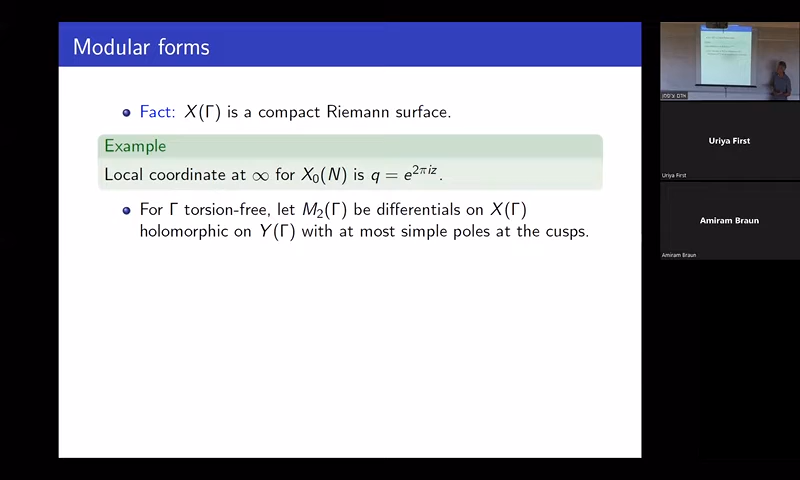 Modular forms
Fact: X(Γ) is a compact Riemann surface.
Example
Local coordinate at ∞ for X₀(N) is q = e^{2πiz}.
For Γ torsion-free, let M₂(Γ) be differentials on X(Γ)
holomorphic on Y(Γ) with at most simple poles at the cusps.
Uriya First
Uriya First
Amiram Braun
Amiram Braun